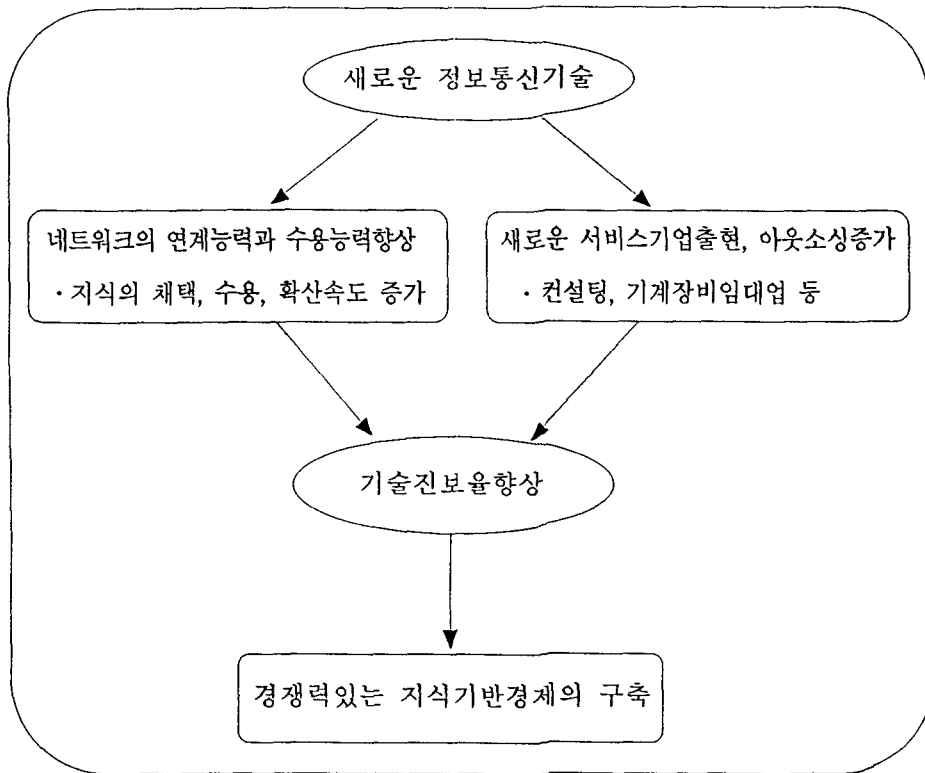 새로운 정보통신기술
네트워크의 연계능력과 수용능력향상
· 지식의 채택, 수용, 확산속도 증가
새로운 서비스기업출현, 아웃소싱증가
· 컨설팅, 기계장비임대업 등
기술진보율향상
경쟁력있는 지식기반경제의 구축